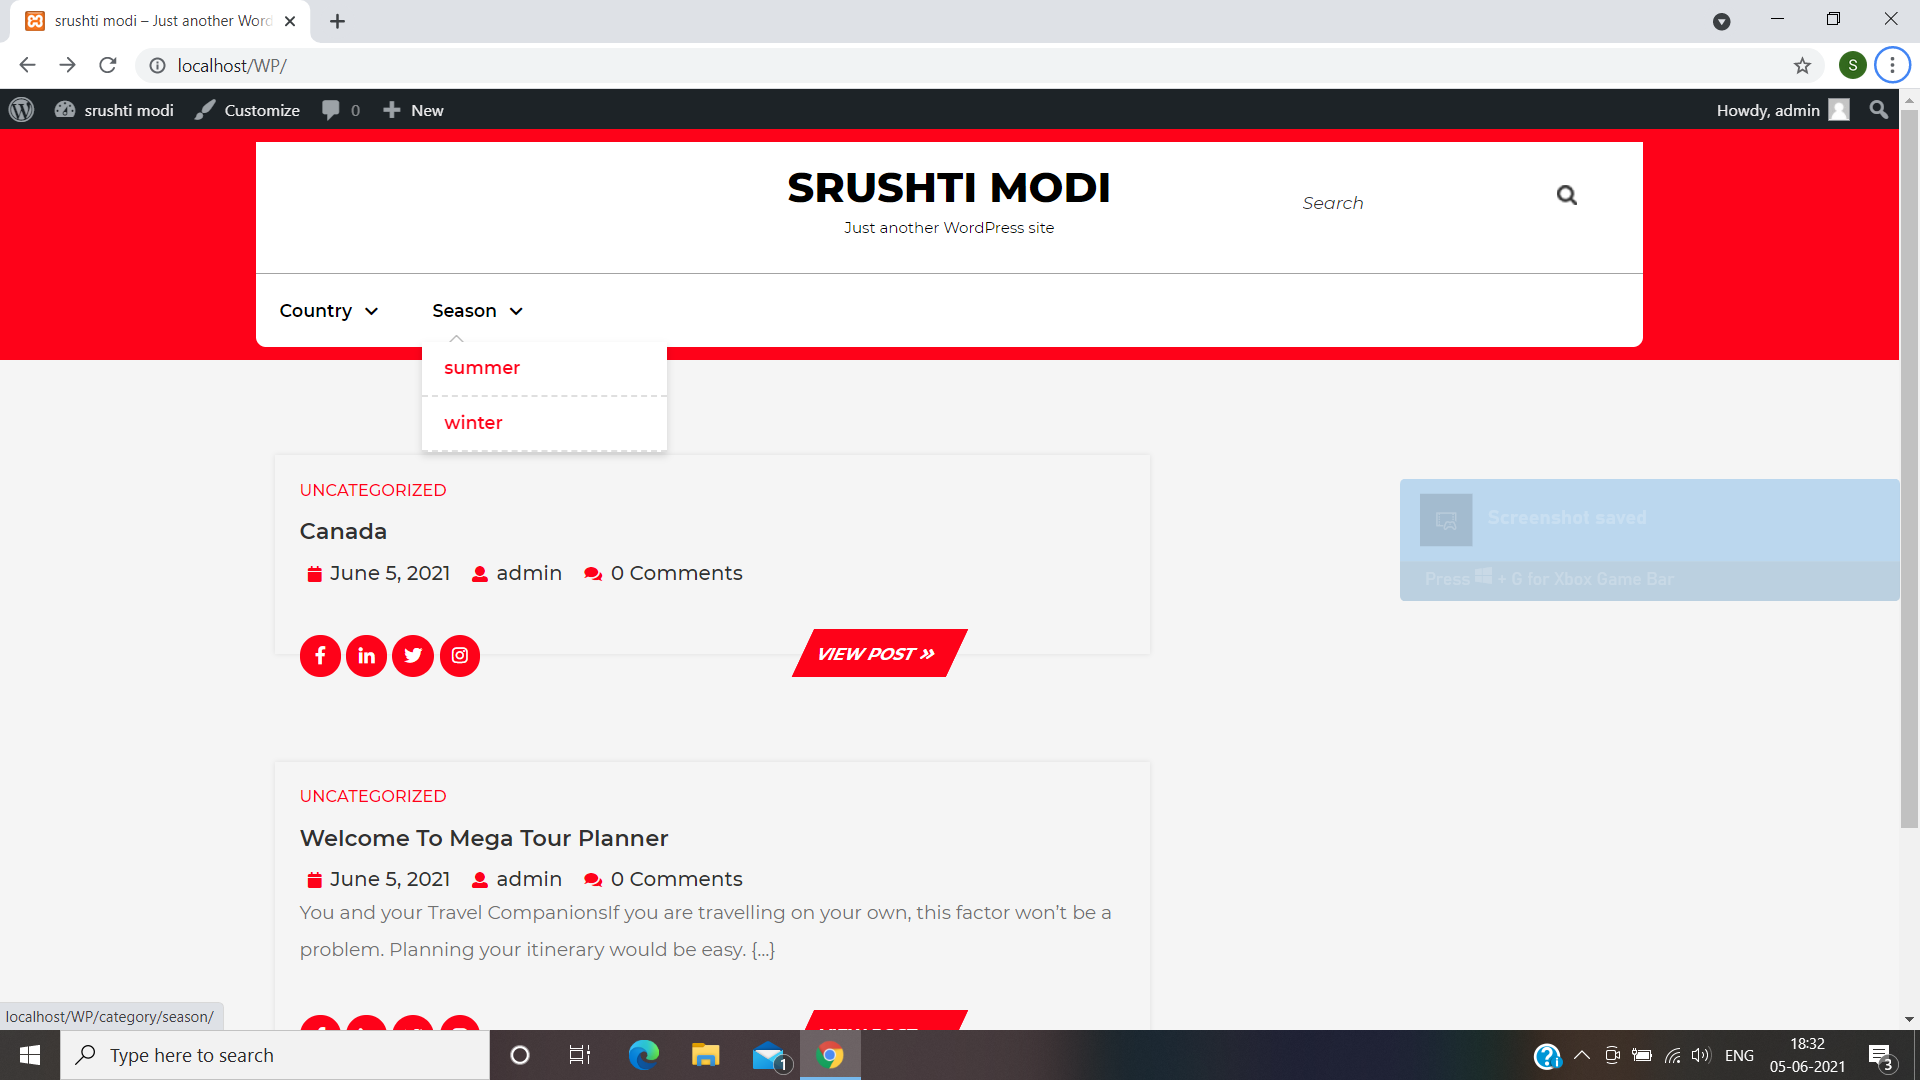 srushti modi – Just another Word
localhost/WP/
srushti modi
Customize
0
New
Howdy, admin
SRUSHTI MODI
Just another WordPress site
Search
Country
Season
summer
winter
UNCATEGORIZED
Canada
June 5, 2021 admin 0 Comments
VIEW POST »
Screenshot saved
Press + G for Xbox Game Bar
UNCATEGORIZED
Welcome To Mega Tour Planner
June 5, 2021 admin 0 Comments
You and your Travel CompanionsIf you are travelling on your own, this factor won’t be a
problem. Planning your itinerary would be easy. {...}
localhost/WP/category/season/
Type here to search
1
ENG
18:32
05-06-2021
3
S